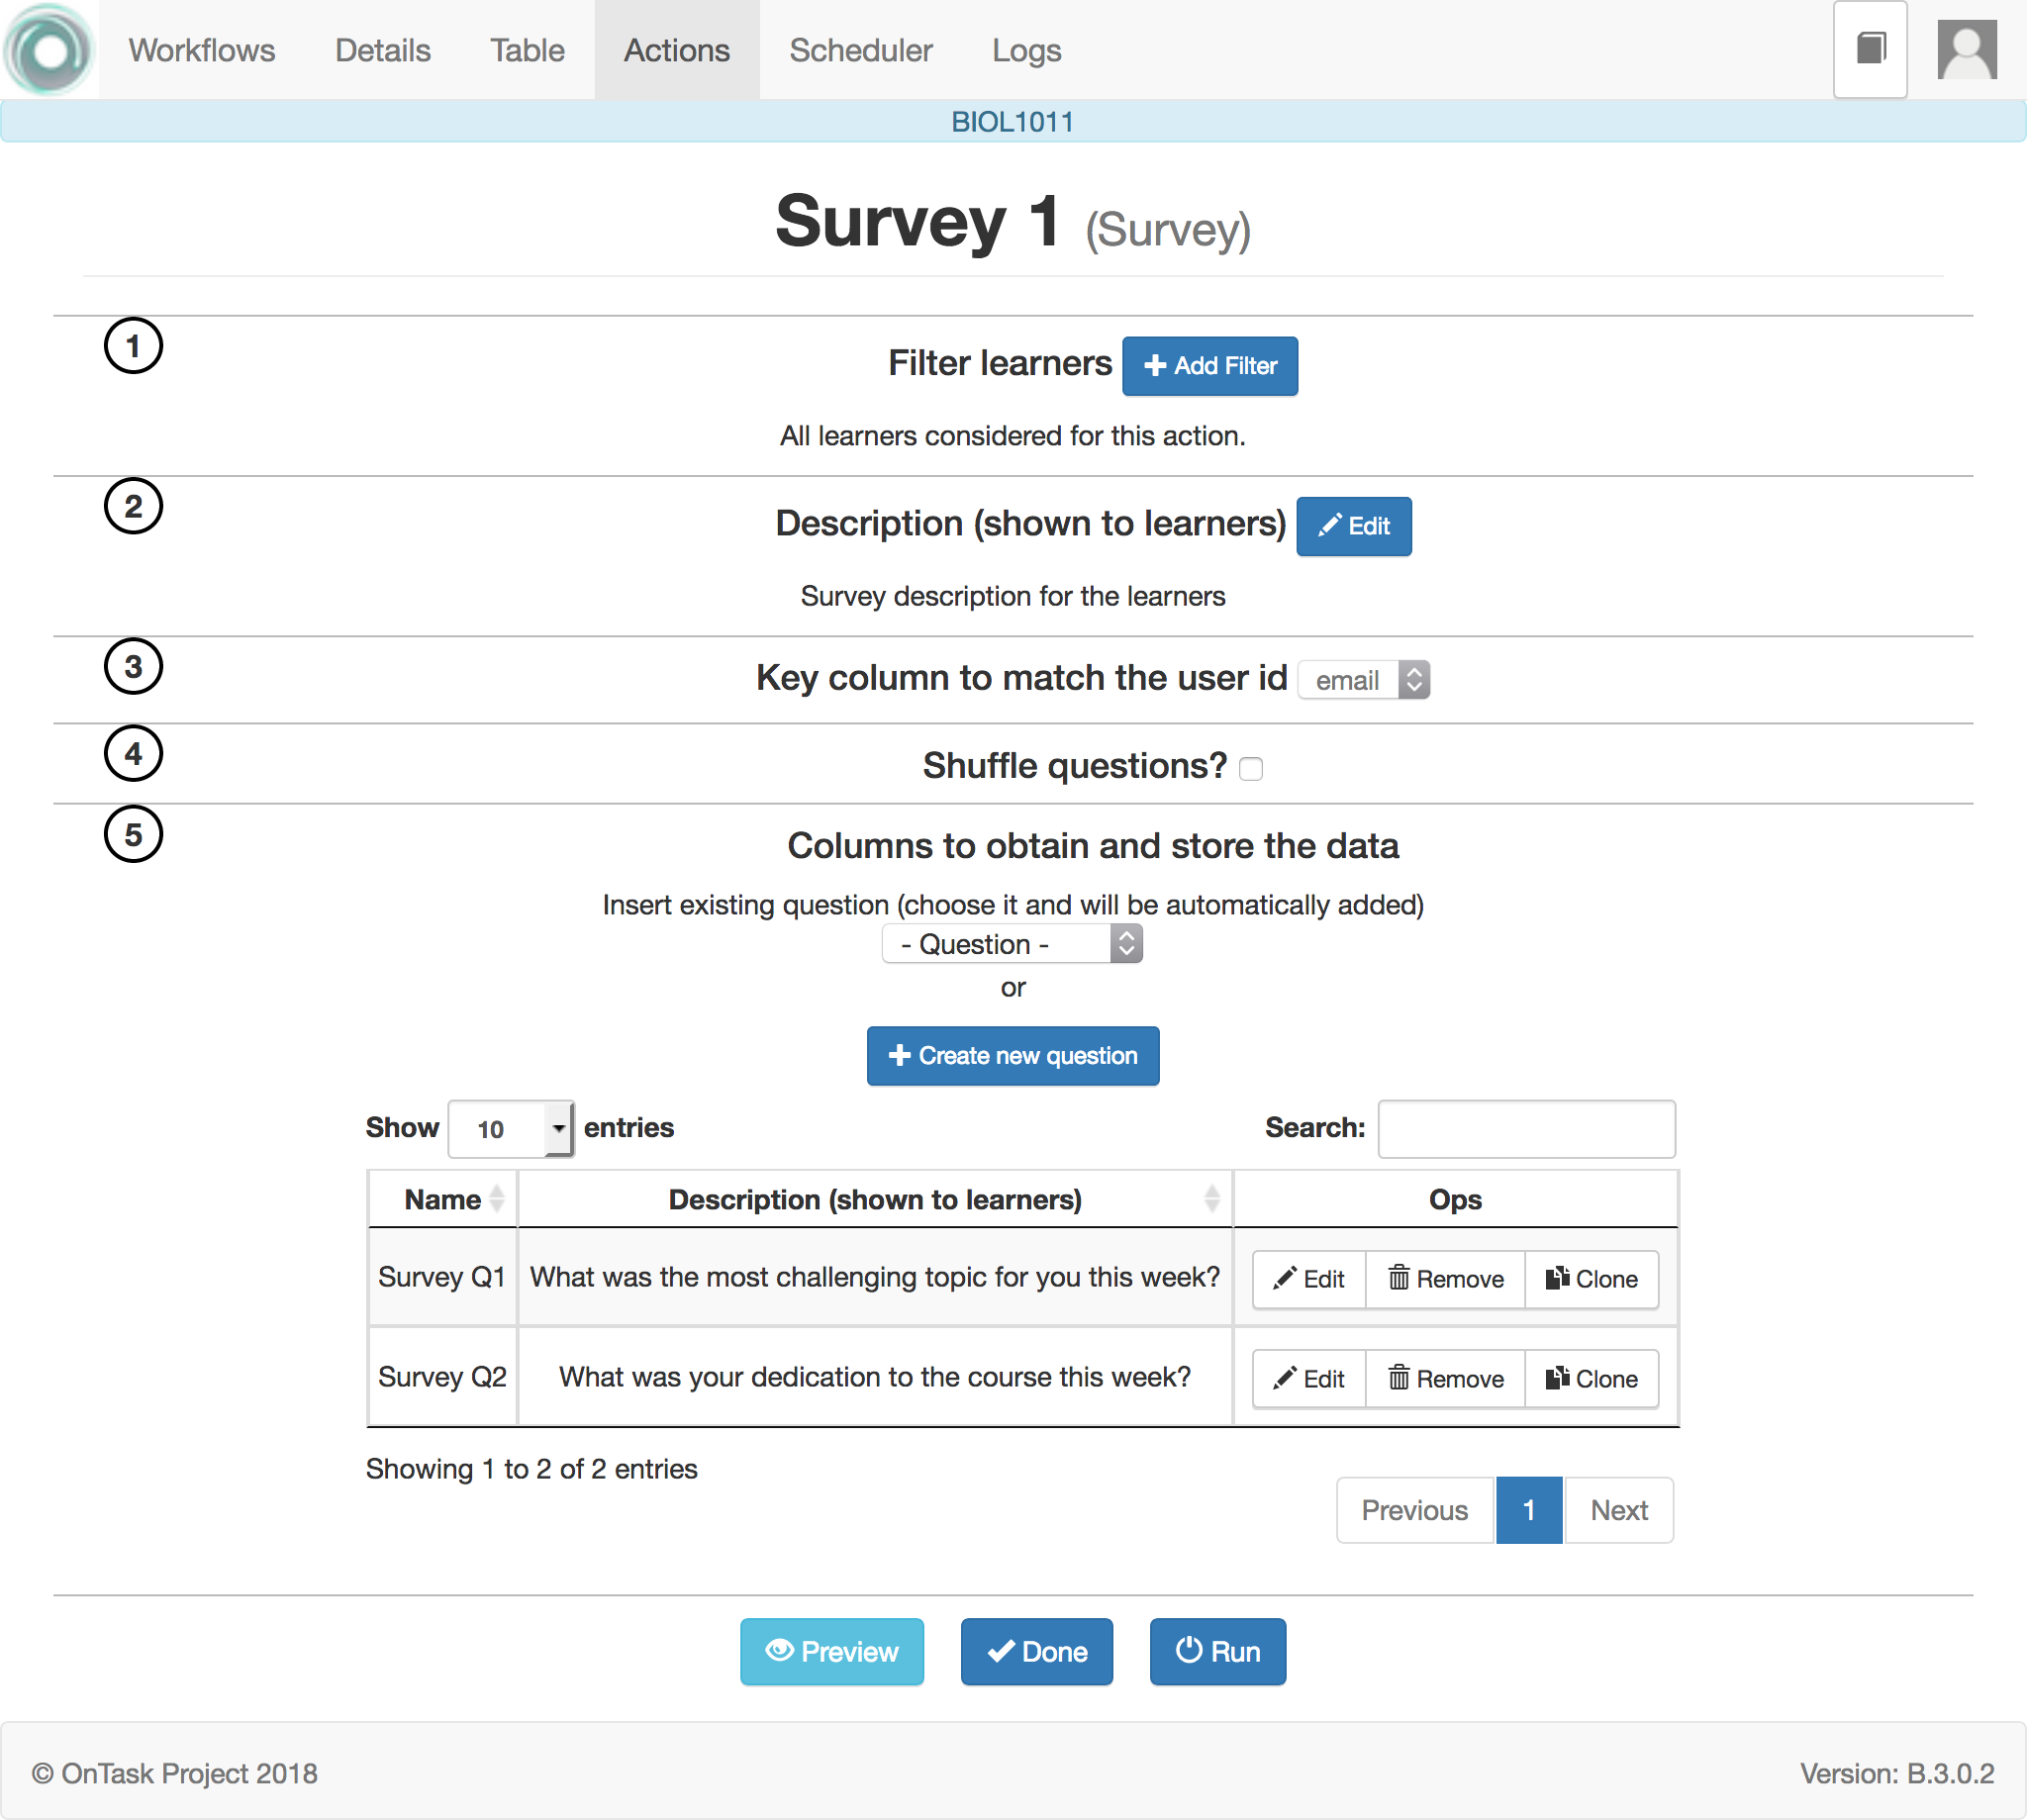 Workflows Details Table Actions Scheduler Logs
BIOL1011
Survey 1 (Survey)
1
Filter learners Add Filter
All learners considered for this action.
2
Description (shown to learners) Edit
Survey description for the learners
3
Key column to match the user id email
4
Shuffle questions?
5
Columns to obtain and store the data
Insert existing question (choose it and will be automatically added)
- Question -
or
Create new question
Show 10 entries Search:
Name Description (shown to learners) Ops
Survey Q1 What was the most challenging topic for you this week? Edit Remove Clone
Survey Q2 What was your dedication to the course this week? Edit Remove Clone
Showing 1 to 2 of 2 entries
Previous 1 Next
Preview Done Run
© OnTask Project 2018 Version: B.3.0.2